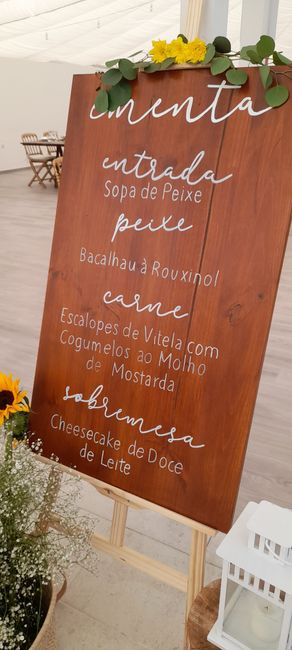 ementa
entrada
Sopa de Peixe
peixe
Bacalhau à Rouxinol
carne
Escalopes de Vitela com
Cogumelos ao Molho
de Mostarda
sobremesa
Cheesecake de Doce
de Leite